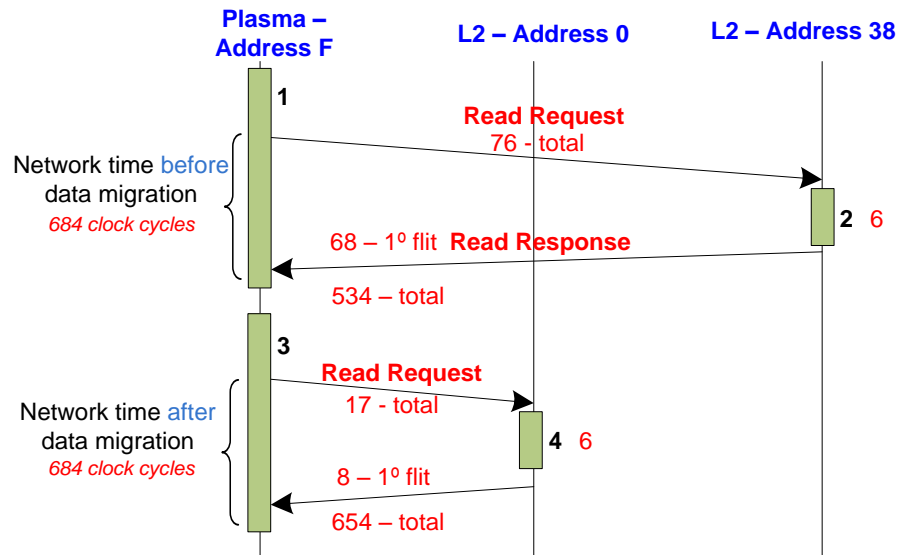 Plasma –
Address F
L2 – Address 0
L2 – Address 38
1
Read Request
76 - total
Network time before
data migration
684 clock cycles
2 6
68 – 1º flit Read Response
534 – total
3
Read Request
17 - total
Network time after
data migration
684 clock cycles
4 6
8 – 1º flit
654 – total